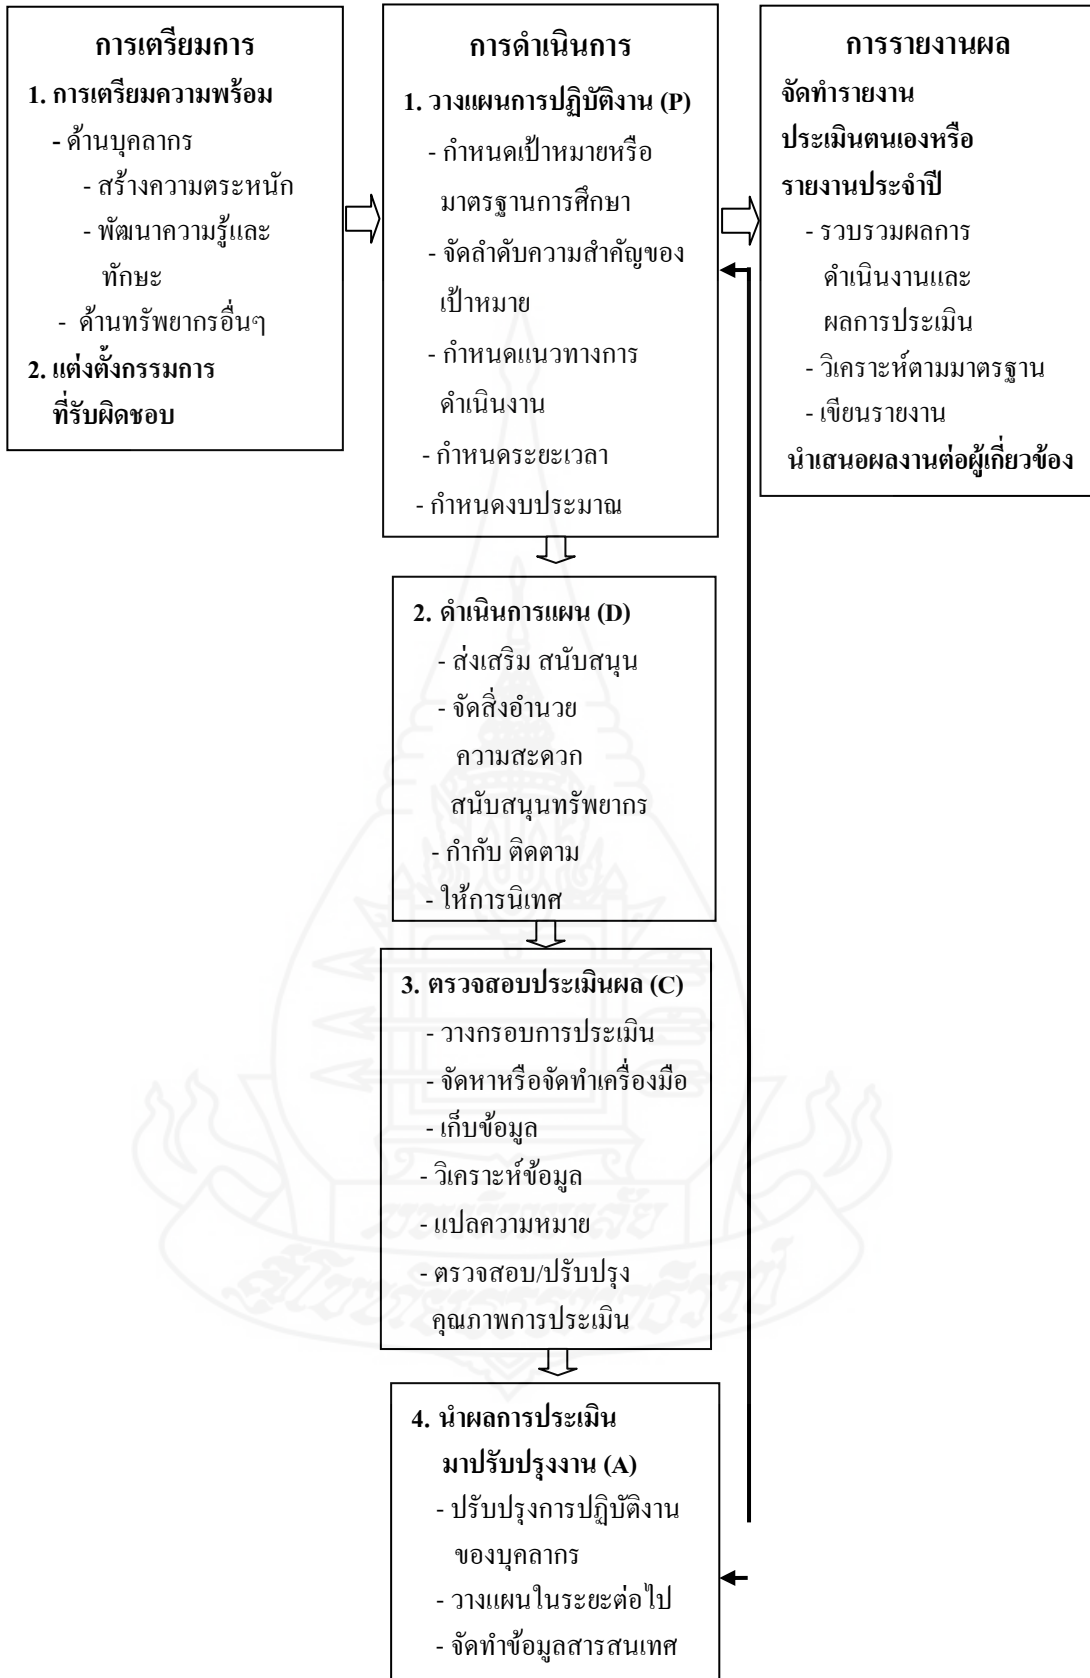 การเตรียมการ
1. การเตรียมความพร้อม
- ด้านบุคลากร
- สร้างความตระหนัก
- พัฒนาความรู้และ
ทักษะ
- ด้านทรัพยากรอื่นๆ
2. แต่งตั้งกรรมการ
ที่รับผิดชอบ
การดำเนินการ
1. วางแผนการปฏิบัติงาน (P)
- กำหนดเป้าหมายหรือ
มาตรฐานการศึกษา
- จัดลำดับความสำคัญของ
เป้าหมาย
- กำหนดแนวทางการ
ดำเนินงาน
- กำหนดระยะเวลา
- กำหนดงบประมาณ
2. ดำเนินการแผน (D)
- ส่งเสริม สนับสนุน
- จัดสิ่งอำนวย
ความสะดวก
สนับสนุนทรัพยากร
- กำกับ ติดตาม
- ให้การนิเทศ
3. ตรวจสอบประเมินผล (C)
- วางกรอบการประเมิน
- จัดหาหรือจัดทำเครื่องมือ
- เก็บข้อมูล
- วิเคราะห์ข้อมูล
- แปลความหมาย
- ตรวจสอบ/ปรับปรุง
คุณภาพการประเมิน
4. นำผลการประเมิน
มาปรับปรุงงาน (A)
- ปรับปรุงการปฏิบัติงาน
ของบุคลากร
- วางแผนในระยะต่อไป
- จัดทำข้อมูลสารสนเทศ
การรายงานผล
จัดทำรายงาน
ประเมินตนเองหรือ
รายงานประจำปี
- รวบรวมผลการ
ดำเนินงานและ
ผลการประเมิน
- วิเคราะห์ตามมาตรฐาน
- เขียนรายงาน
นำเสนอผลงานต่อผู้เกี่ยวข้อง
มหาวิทยาลัย
สุโขทัยธรรมาธิราช